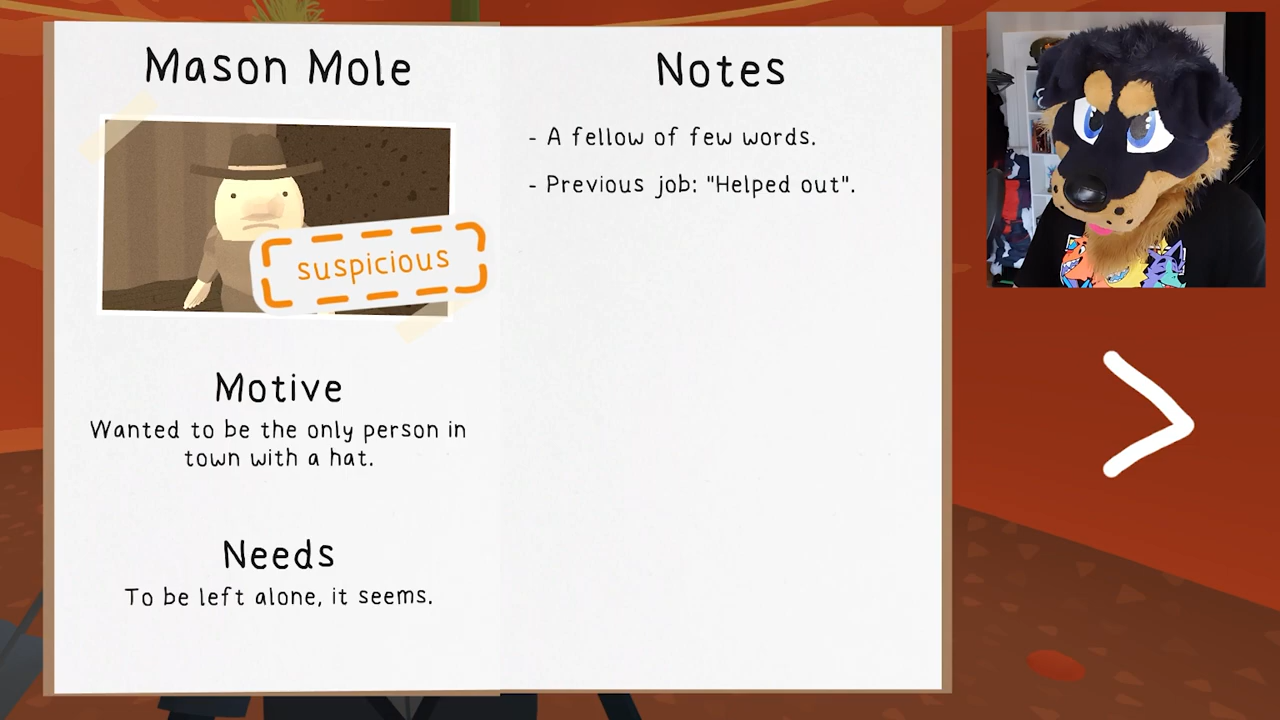 Mason Mole
suspicious
Motive
Wanted to be the only person in
town with a hat.
Needs
To be left alone, it seems.
Notes
- A fellow of few words.
- Previous job: "Helped out".